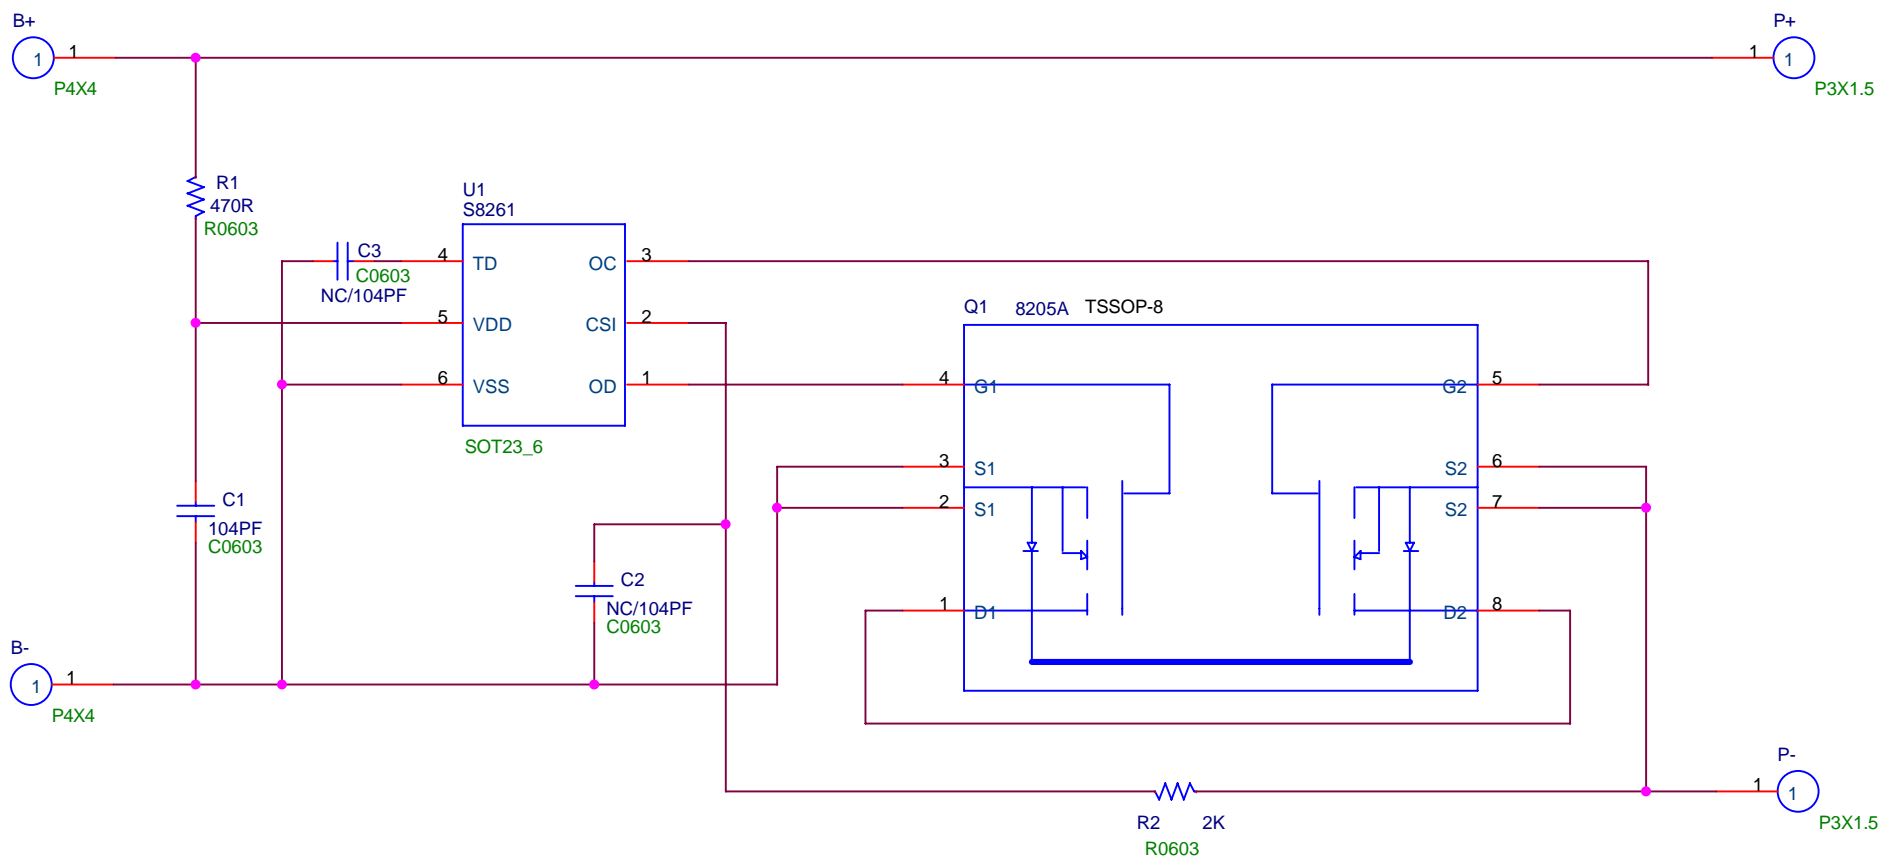 B+
1
1
P4X4
P+
1
1
P3X1.5
R1
470R
R0603
U1
S8261
C3
C0603
NC/104PF
4
TD
OC
3
5
VDD
CSI
2
6
VSS
OD
1
SOT23_6
Q1 8205A TSSOP-8
4
G1
G2
5
3
S1
S2
6
2
S1
S2
7
1
D1
D2
8
C1
104PF
C0603
C2
NC/104PF
C0603
B-
1
1
P4X4
P-
1
1
P3X1.5
R2 2K
R0603